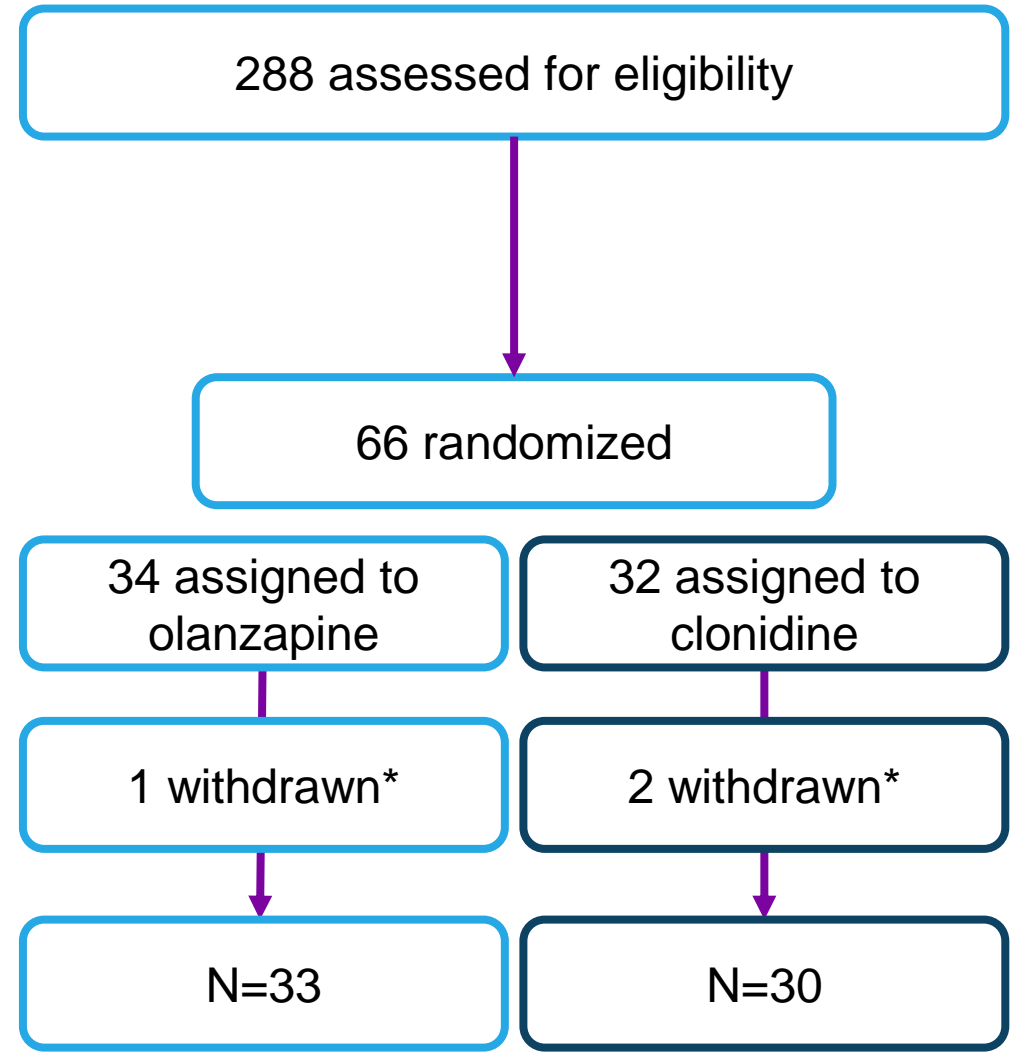 288 assessed for eligibility
66 randomized
34 assigned to
olanzapine
32 assigned to
clonidine
1 withdrawn*
2 withdrawn*
N=33
N=30